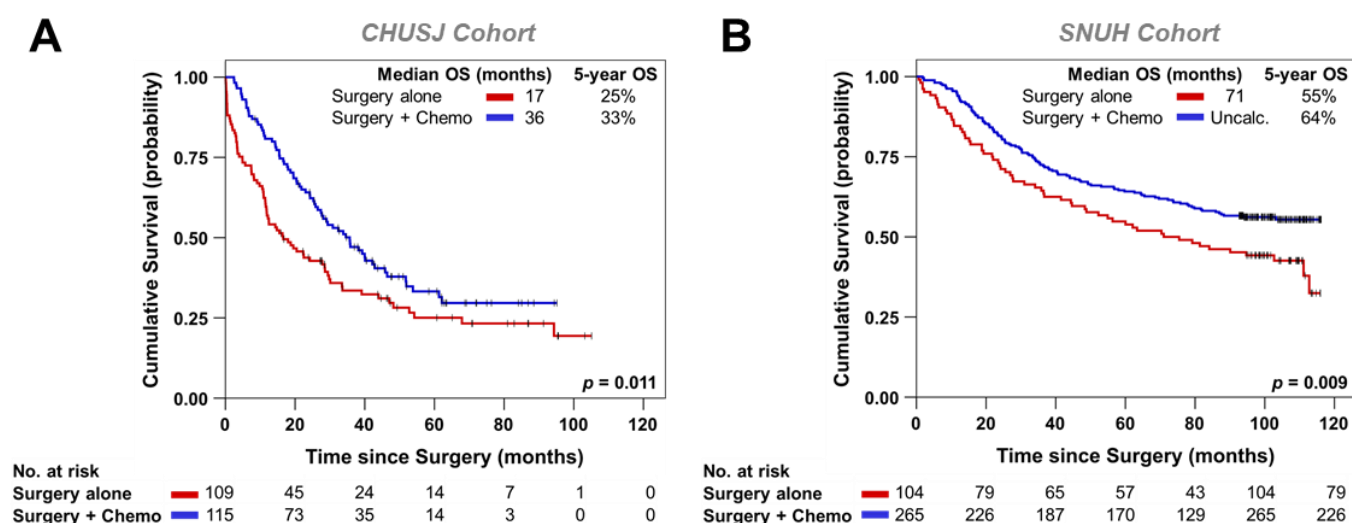 A
CHUSJ Cohort
Median OS (months) 5-year OS
Surgery alone 17 25%
Surgery + Chemo 36 33%
Cumulative Survival (probability)
1.00
0.75
0.50
0.25
0.00
p = 0.011
0 20 40 60 80 100 120
Time since Surgery (months)
No. at risk
Surgery alone 109 45 24 14 7 1 0
Surgery + Chemo 115 73 35 14 3 0 0
B
SNUH Cohort
Median OS (months) 5-year OS
Surgery alone 71 55%
Surgery + Chemo Uncalc. 64%
Cumulative Survival (probability)
1.00
0.75
0.50
0.25
0.00
p = 0.009
0 20 40 60 80 100 120
Time since Surgery (months)
No. at risk
Surgery alone 104 79 65 57 43 104 79
Surgery + Chemo 265 226 187 170 129 265 226